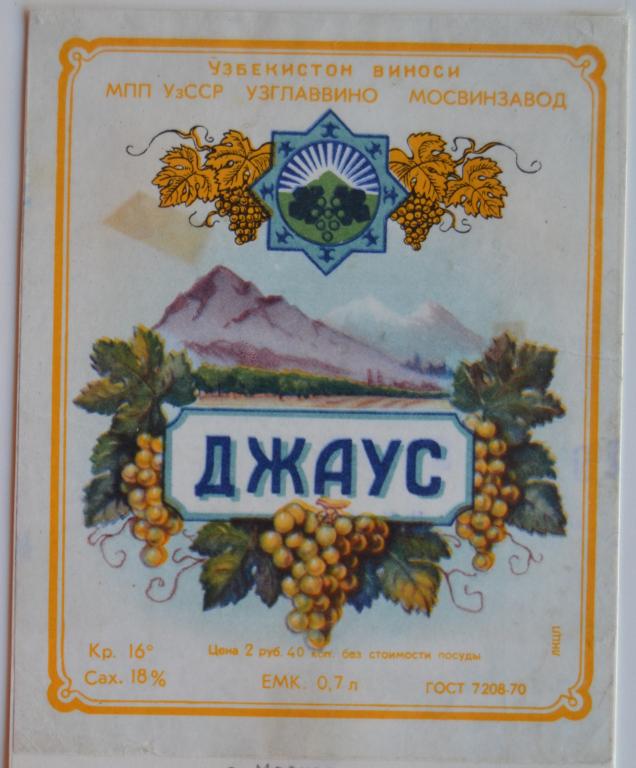 Ўзбекистон виноси
МПП УзССР УЗГЛАВВИНО МОСВИНЗАВОД
ДЖАУС
Кр. 16°
Цена 2 руб. 40 коп. без стоимости посуды
Сах. 18%
ЕМК. 0,7 л
ГОСТ 7208-70
ЛКЦП